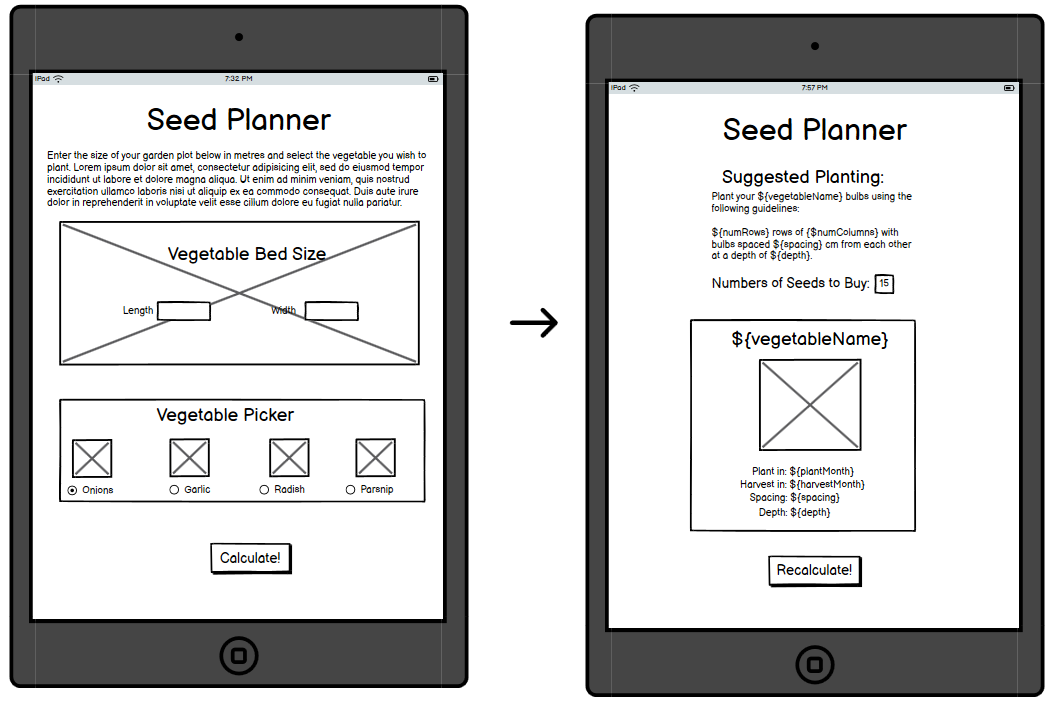 iPad 7:32 PM
Seed Planner
Enter the size of your garden plot below in metres and select the vegetable you wish to
plant. Lorem ipsum dolor sit amet, consectetur adipisicing elit, sed do eiusmod tempor
incididunt ut labore et dolore magna aliqua. Ut enim ad minim veniam, quis nostrud
exercitation ullamco laboris nisi ut aliquip ex ea commodo consequat. Duis aute irure
dolor in reprehenderit in voluptate velit esse cillum dolore eu fugiat nulla pariatur.
Vegetable Bed Size
Length Width
Vegetable Picker
Onions Garlic Radish Parsnip
Calculate!
iPad 7:57 PM
Seed Planner
Suggested Planting:
Plant your ${vegetableName} bulbs using the
following guidelines:
${numRows} rows of {$numColumns} with
bulbs spaced ${spacing} cm from each other
at a depth of ${depth}.
Numbers of Seeds to Buy: 15
${vegetableName}
Plant in: ${plantMonth}
Harvest in: ${harvestMonth}
Spacing: ${spacing}
Depth: ${depth}
Recalculate!